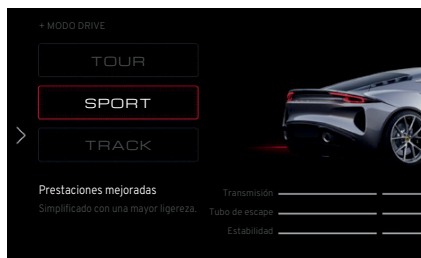 + MODO DRIVE
TOUR
SPORT
TRACK
Prestaciones mejoradas
Simplificado con una mayor ligereza.
Transmisión
Tubo de escape
Estabilidad